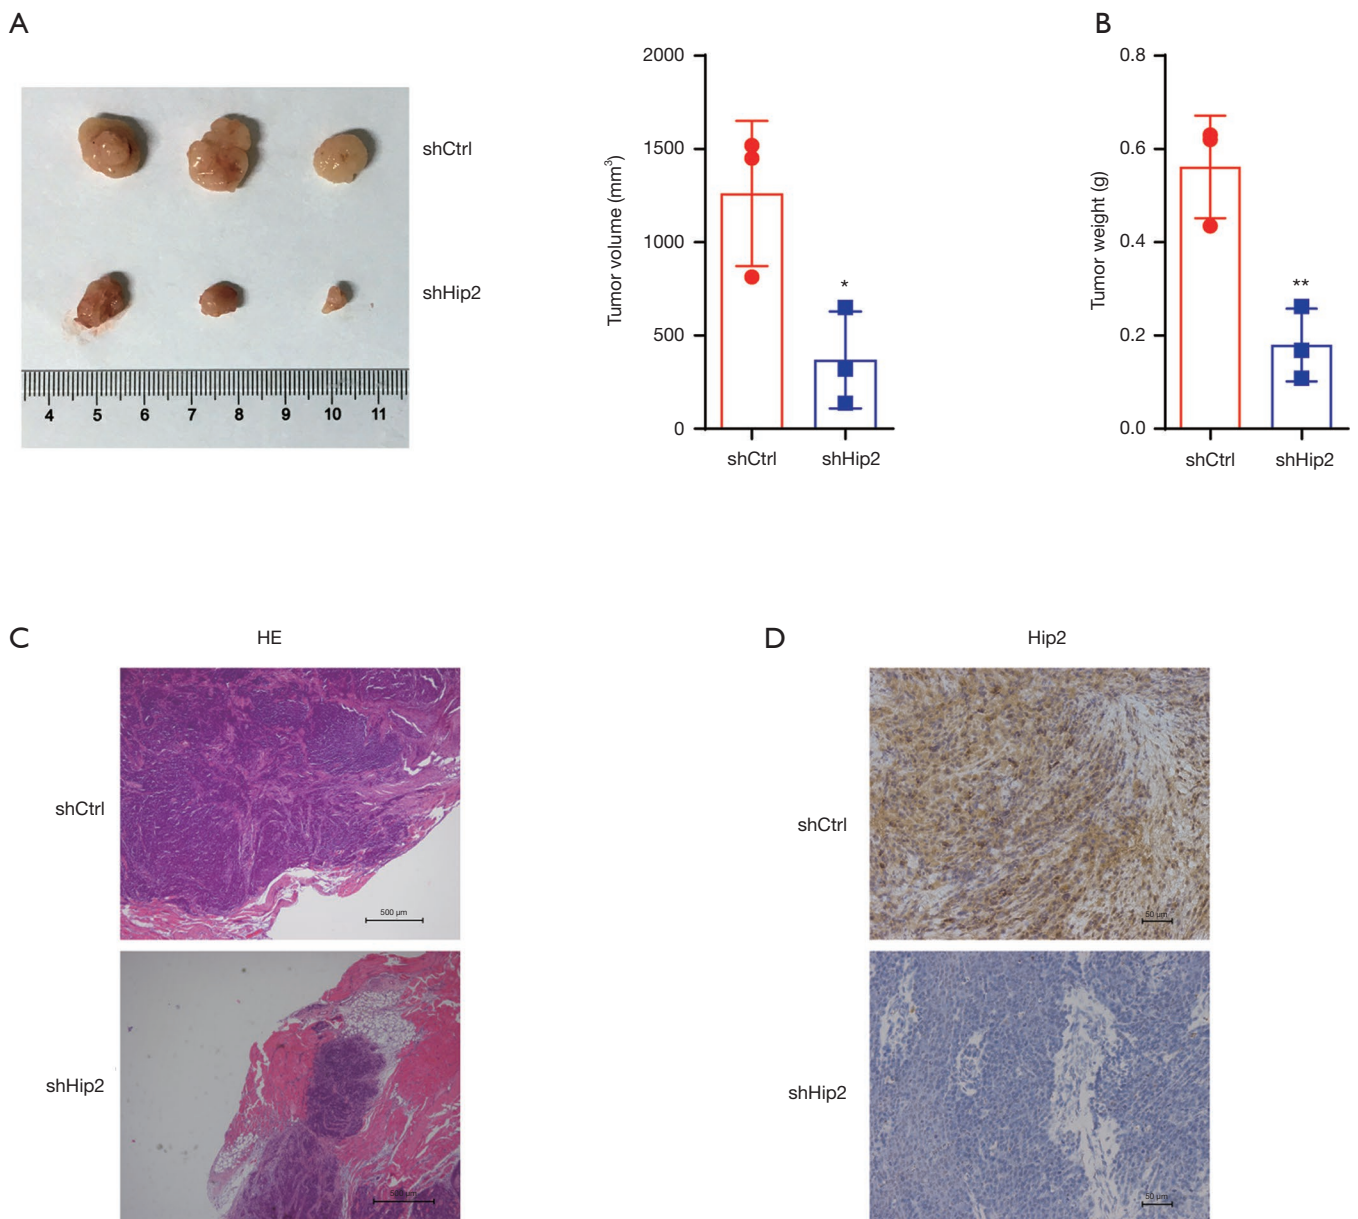 A
shCtrl
shHip2
4 5 6 7 8 9 10 11
Tumor volume (mm³)
2000
1500
1000
500
0
*
shCtrl shHip2
B
Tumor weight (g)
0.8
0.6
0.4
0.2
0.0
**
shCtrl shHip2
C
HE
shCtrl
500 µm
shHip2
500 µm
D
Hip2
shCtrl
50 µm
shHip2
50 µm